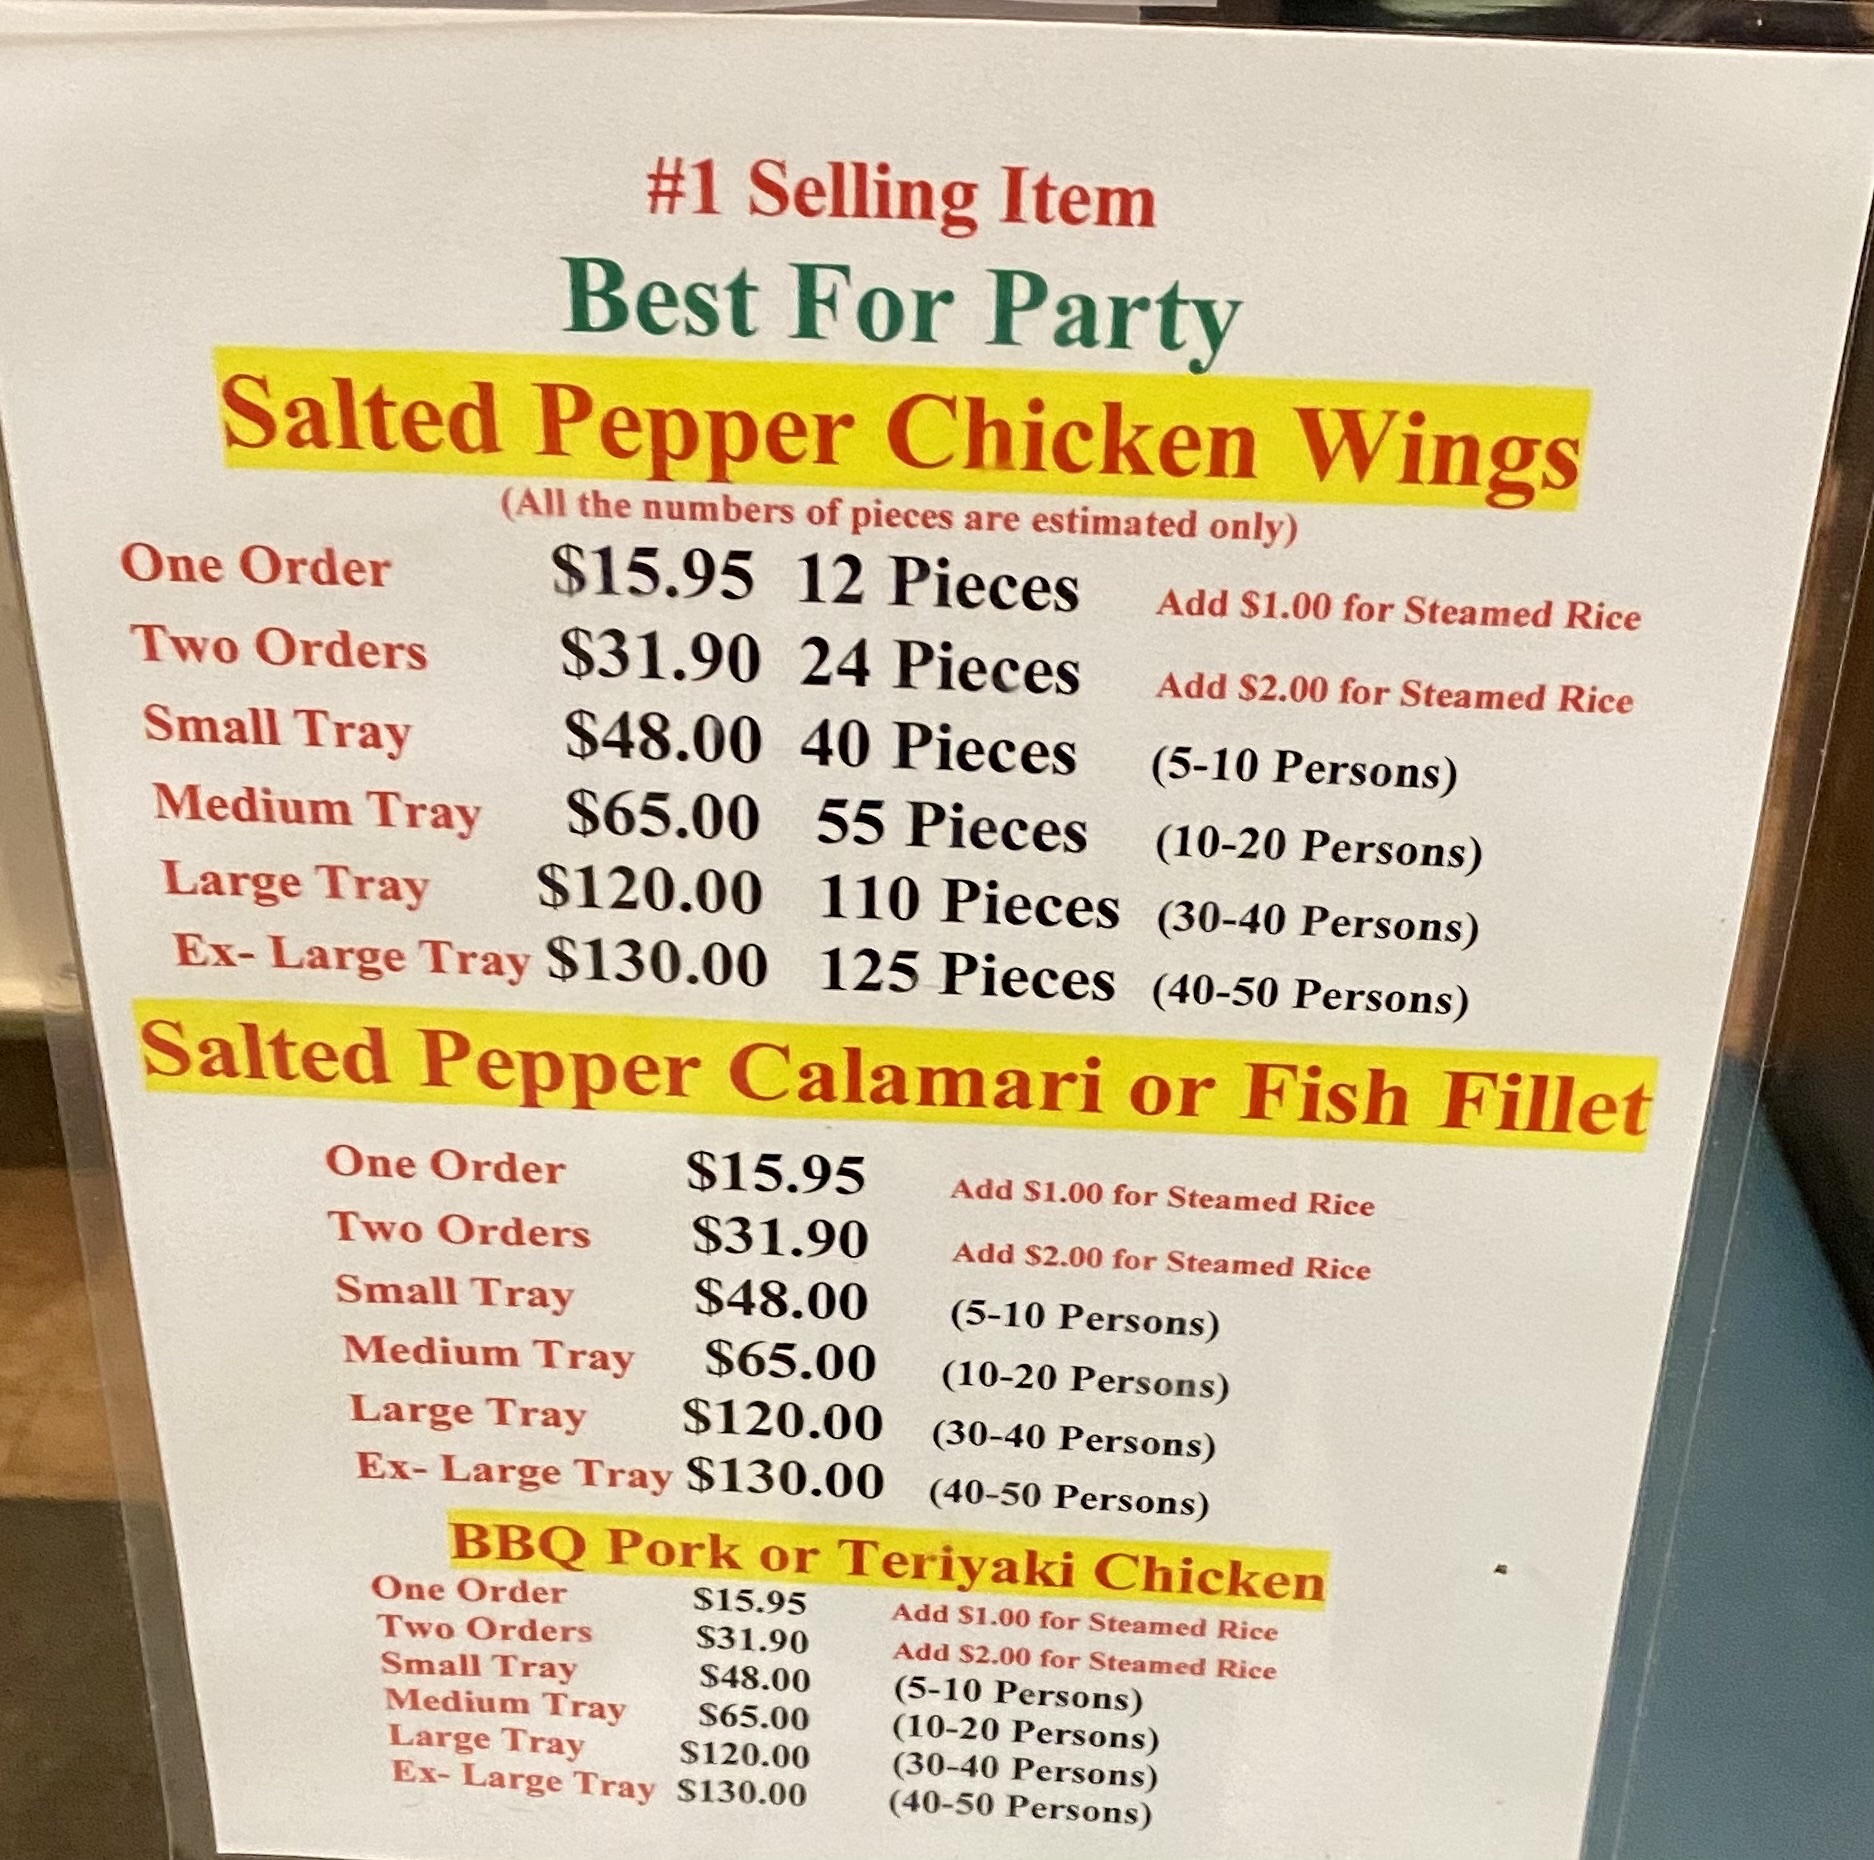 #1 Selling Item
Best For Party
Salted Pepper Chicken Wings
(All the numbers of pieces are estimated only)
One Order $15.95 12 Pieces Add $1.00 for Steamed Rice
Two Orders $31.90 24 Pieces Add $2.00 for Steamed Rice
Small Tray $48.00 40 Pieces (5-10 Persons)
Medium Tray $65.00 55 Pieces (10-20 Persons)
Large Tray $120.00 110 Pieces (30-40 Persons)
Ex- Large Tray $130.00 125 Pieces (40-50 Persons)
Salted Pepper Calamari or Fish Fillet
One Order $15.95 Add $1.00 for Steamed Rice
Two Orders $31.90 Add $2.00 for Steamed Rice
Small Tray $48.00 (5-10 Persons)
Medium Tray $65.00 (10-20 Persons)
Large Tray $120.00 (30-40 Persons)
Ex- Large Tray $130.00 (40-50 Persons)
BBQ Pork or Teriyaki Chicken
One Order $15.95 Add $1.00 for Steamed Rice
Two Orders $31.90 Add $2.00 for Steamed Rice
Small Tray $48.00 (5-10 Persons)
Medium Tray $65.00 (10-20 Persons)
Large Tray $120.00 (30-40 Persons)
Ex- Large Tray $130.00 (40-50 Persons)